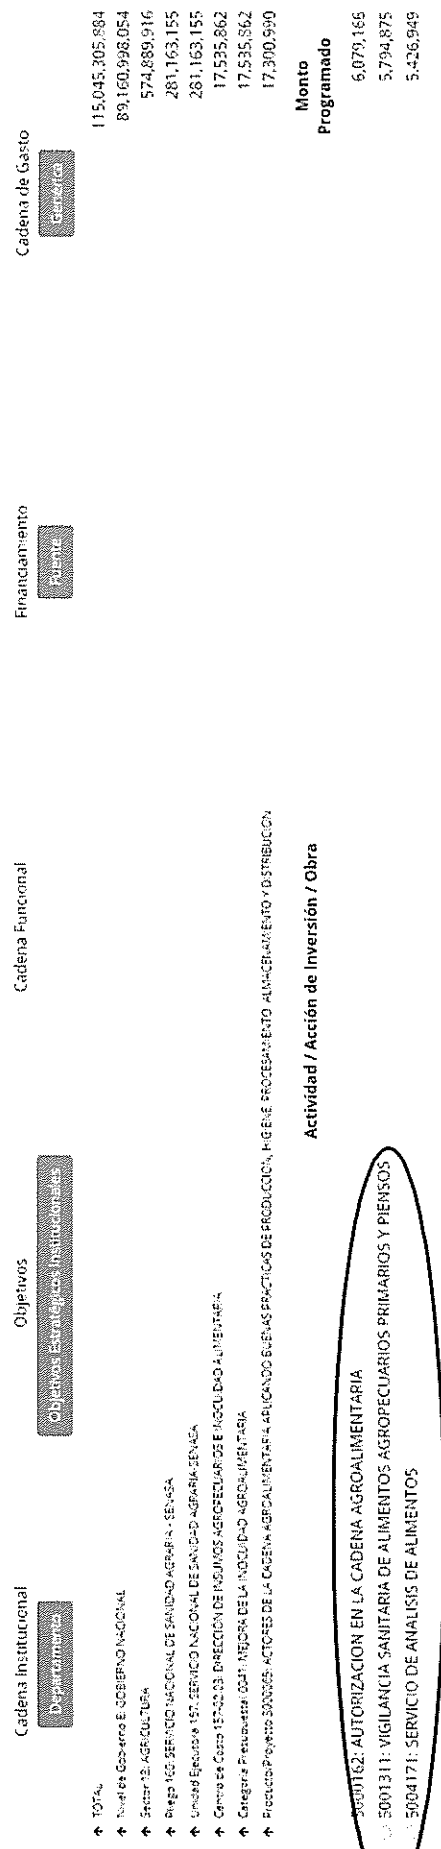 Cadena Institucional Objetivos Cadena Funcional Financiamiento Cadena de Gasto
Departamento Objetivos Estratégicos Institucionales Fuente Genérica
↑ TOTAL 115,045,305,884
↑ Nivel de Gobierno E: GOBIERNO NACIONAL 89,160,998,054
↑ Sector 13: AGRICULTURA 574,889,916
↑ Pliego 160: SERVICIO NACIONAL DE SANIDAD AGRARIA - SENASA 281,163,155
↑ Unidad Ejecutora 157: SERVICIO NACIONAL DE SANIDAD AGRARIA-SENASA 281,163,155
↑ Centro de Costo 157-02.03: DIRECCION DE INSUMOS AGROPECUARIOS E INOCUIDAD ALIMENTARIA 17,535,862
↑ Categoría Presupuestal 0041: MEJORA DE LA INOCUIDAD AGROALIMENTARIA 17,535,862
↑ Producto/Proyecto 3000065: ACTORES DE LA CADENA AGROALIMENTARIA APLICANDO BUENAS PRACTICAS DE PRODUCCION, HIGIENE, PROCESAMIENTO, ALMACENAMIENTO Y DISTRIBUCION 17,300,990
Actividad / Acción de Inversión / Obra Monto Programado
5000162: AUTORIZACION EN LA CADENA AGROALIMENTARIA 6,079,166
5001311: VIGILANCIA SANITARIA DE ALIMENTOS AGROPECUARIOS PRIMARIOS Y PIENSOS 5,794,875
5004171: SERVICIO DE ANALISIS DE ALIMENTOS 5,426,949